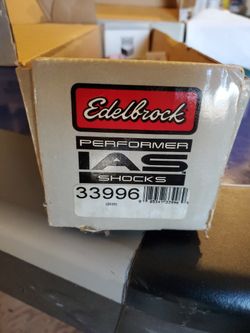 Edelbrock
PERFORMER
IAS
SHOCKS
33996